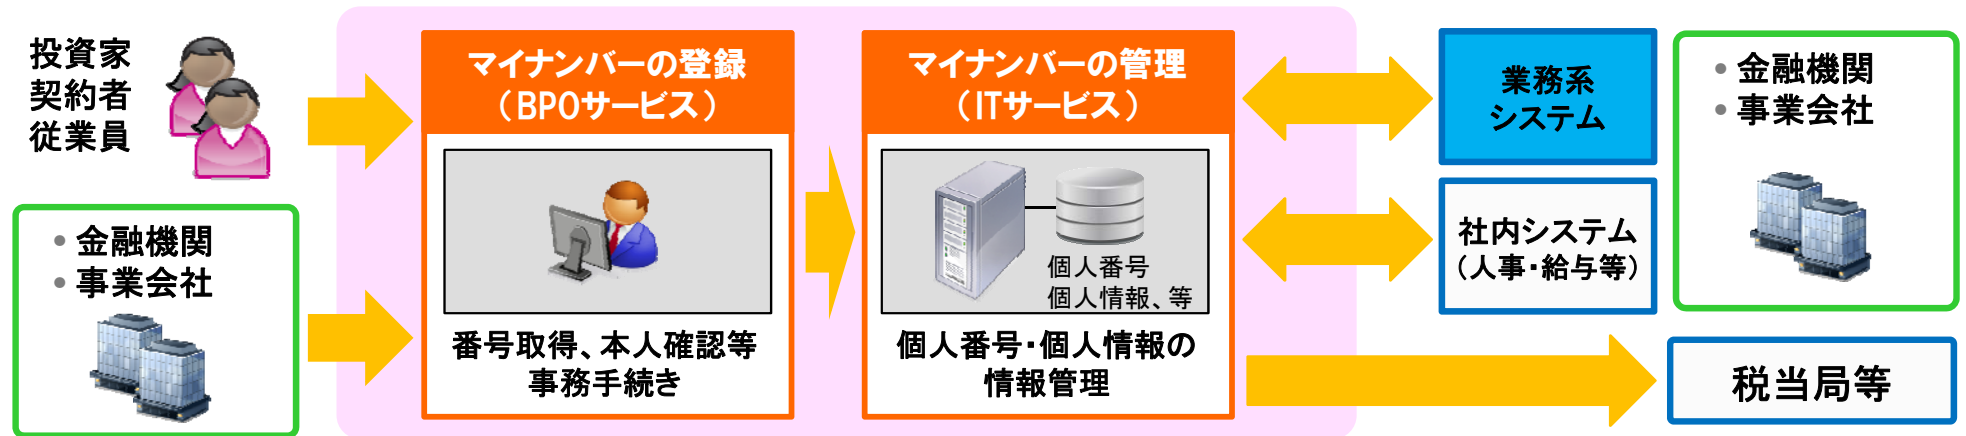 投資家
契約者
従業員
・金融機関
・事業会社
マイナンバーの登録
（BPOサービス）
番号取得、本人確認等
事務手続き
マイナンバーの管理
（ITサービス）
個人番号
個人情報、等
個人番号・個人情報の
情報管理
業務系
システム
社内システム
（人事・給与等）
・金融機関
・事業会社
税当局等